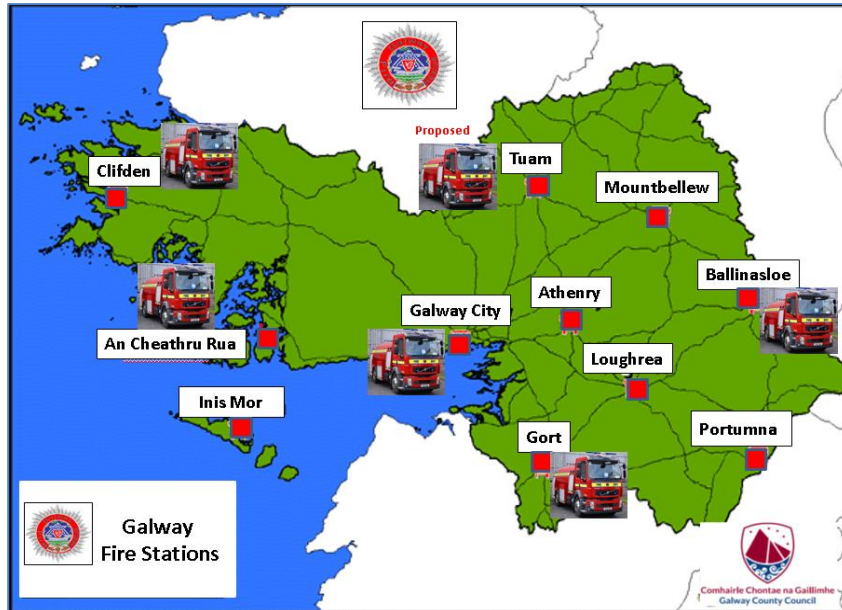 Proposed
Tuam
Clifden
Mountbellew
Ballinasloe
Athenry
Galway City
An Cheathru Rua
Loughrea
Inis Mor
Gort
Portumna
Galway
Fire Stations
Comhairle Chontae na Gaillimhe
Galway County Council